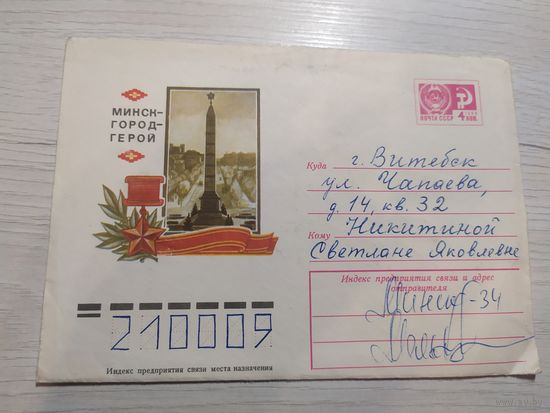 МИНСК-
ГОРОД-
ГЕРОЙ
ПОЧТА СССР
4 КОП.
Куда г. Витебск
ул. Чапаева,
д. 14, кв. 32
Кому Никитиной
Светлане Яковлевне
Индекс предприятия связи и адрес
отправителя
Минск-34
210009
Индекс предприятия связи места назначения